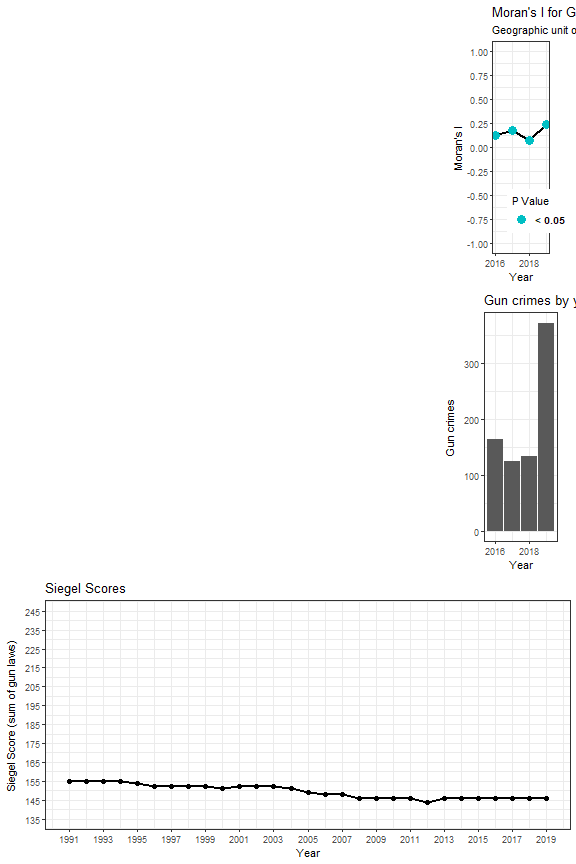 Moran's I for G
Geographic unit o
1.00
0.75
0.50
0.25
0.00
-0.25
-0.50
-0.75
-1.00
Moran's I
P Value
< 0.05
2016 2018
Year
Gun crimes by y
300
200
100
0
Gun crimes
2016 2018
Year
Siegel Scores
245
235
225
215
205
195
185
175
165
155
145
135
Siegel Score (sum of gun laws)
1991 1993 1995 1997 1999 2001 2003 2005 2007 2009 2011 2013 2015 2017 2019
Year